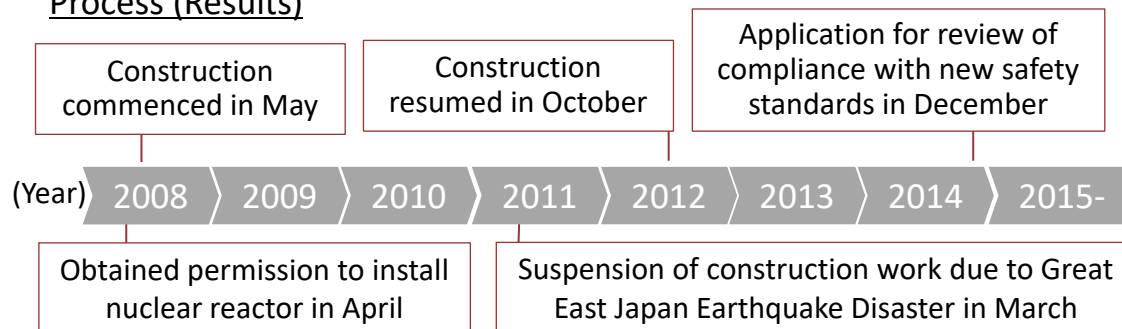 Process (Results)
Construction
commenced in May
Construction
resumed in October
Application for review of
compliance with new safety
standards in December
(Year) 2008 2009 2010 2011 2012 2013 2014 2015-
Obtained permission to install
nuclear reactor in April
Suspension of construction work due to Great
East Japan Earthquake Disaster in March